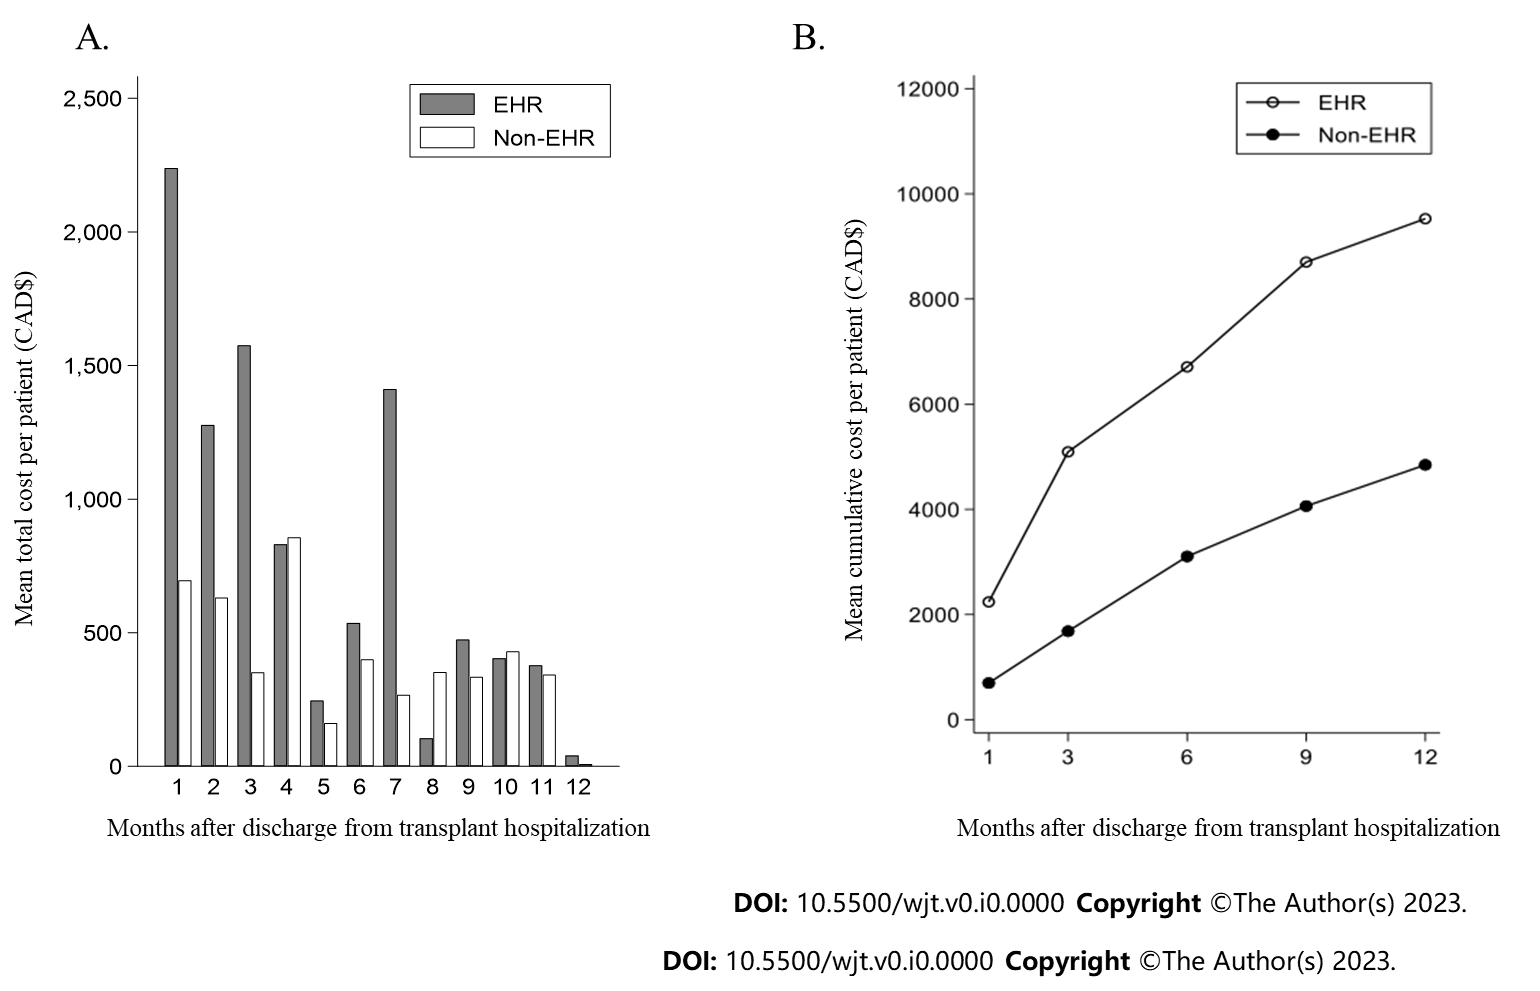 A.
EHR
Non-EHR
2,500
2,000
1,500
1,000
500
0
Mean total cost per patient (CAD$)
1 2 3 4 5 6 7 8 9 10 11 12
Months after discharge from transplant hospitalization
B.
EHR
Non-EHR
12000
10000
8000
6000
4000
2000
0
Mean cumulative cost per patient (CAD$)
1 3 6 9 12
Months after discharge from transplant hospitalization
DOI: 10.5500/wjt.v0.i0.0000 Copyright ©The Author(s) 2023.
DOI: 10.5500/wjt.v0.i0.0000 Copyright ©The Author(s) 2023.